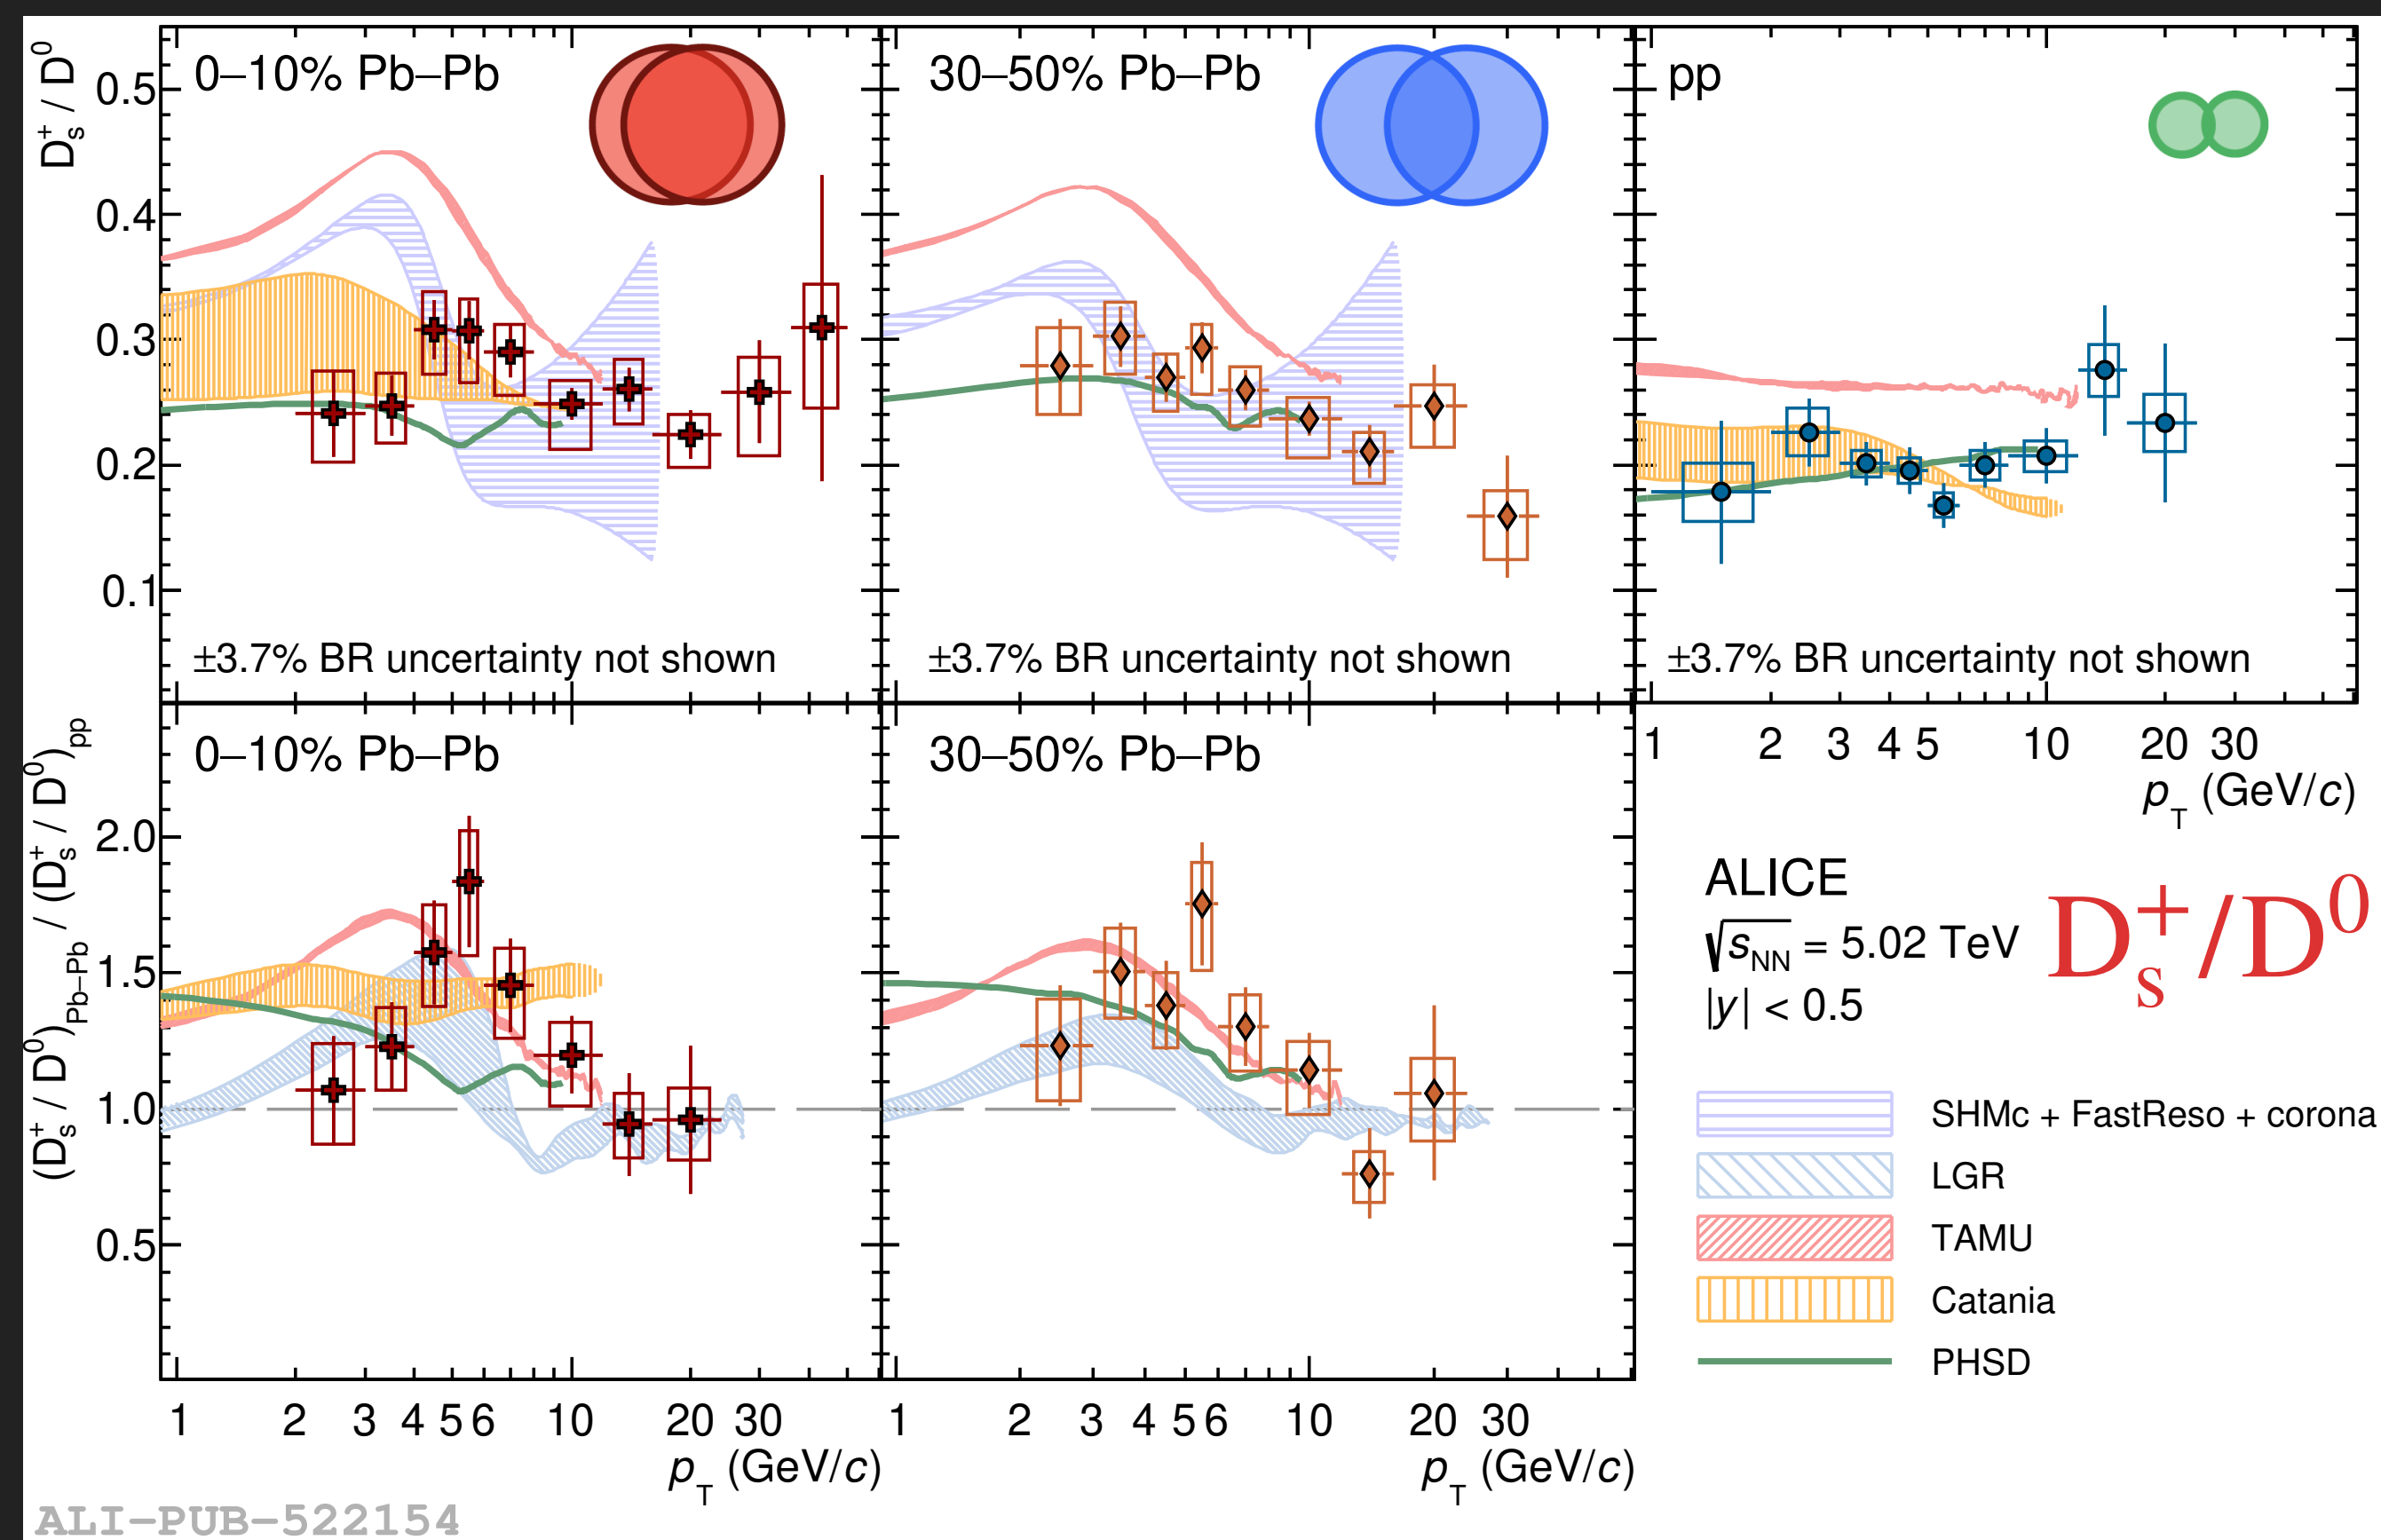 D_s^+ / D^0
0–10% Pb–Pb
30–50% Pb–Pb
pp
0.5
0.4
0.3
0.2
0.1
±3.7% BR uncertainty not shown
±3.7% BR uncertainty not shown
±3.7% BR uncertainty not shown
1 2 3 4 5 10 20 30
p_T (GeV/c)
(D_s^+ / D^0)_Pb–Pb / (D_s^+ / D^0)_pp
0–10% Pb–Pb
30–50% Pb–Pb
2.0
1.5
1.0
0.5
1 2 3 4 5 6 10 20 30
p_T (GeV/c)
1 2 3 4 5 6 10 20 30
p_T (GeV/c)
ALICE
√s_NN = 5.02 TeV
|y| < 0.5
D_s^+/D^0
SHMc + FastReso + corona
LGR
TAMU
Catania
PHSD
ALI-PUB-522154